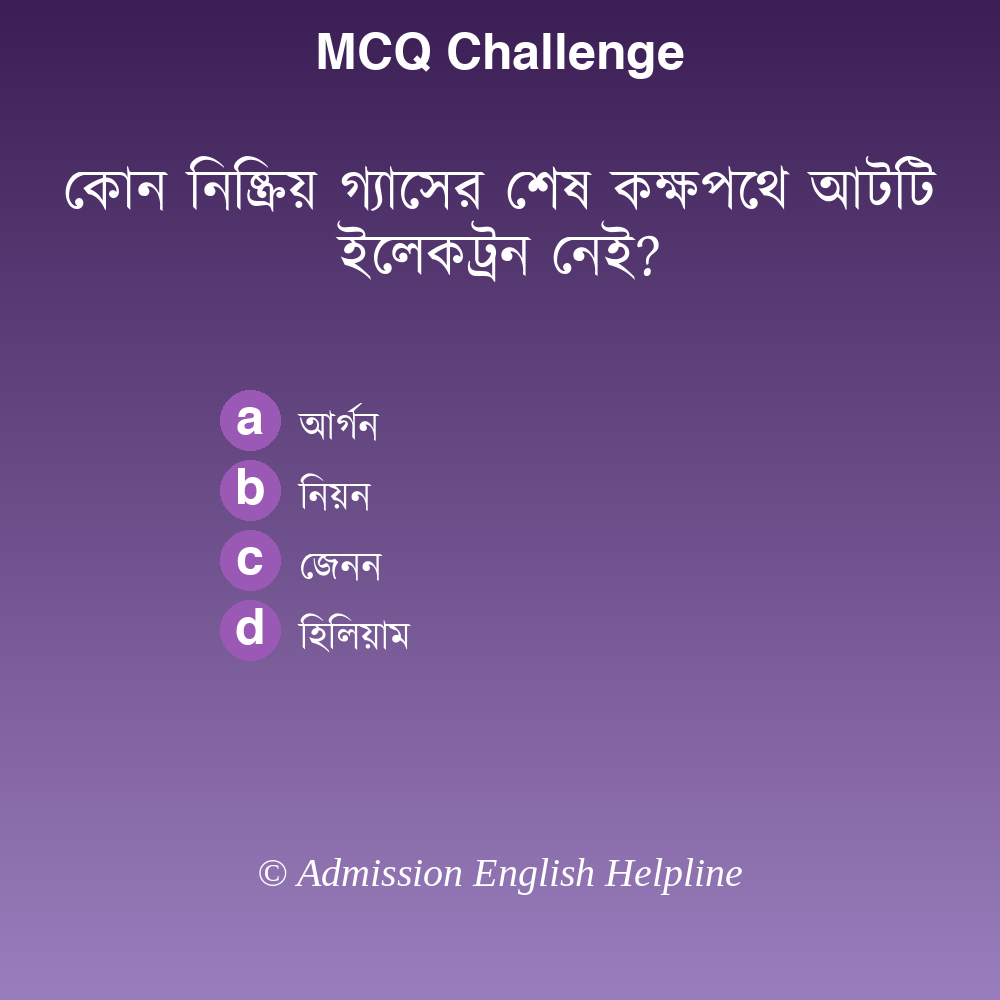 MCQ Challenge
কোন নিষ্ক্রিয় গ্যাসের শেষ কক্ষপথে আটটি
ইলেকট্রন নেই?
a আর্গন
b নিয়ন
c জেনন
d হিলিয়াম
© Admission English Helpline